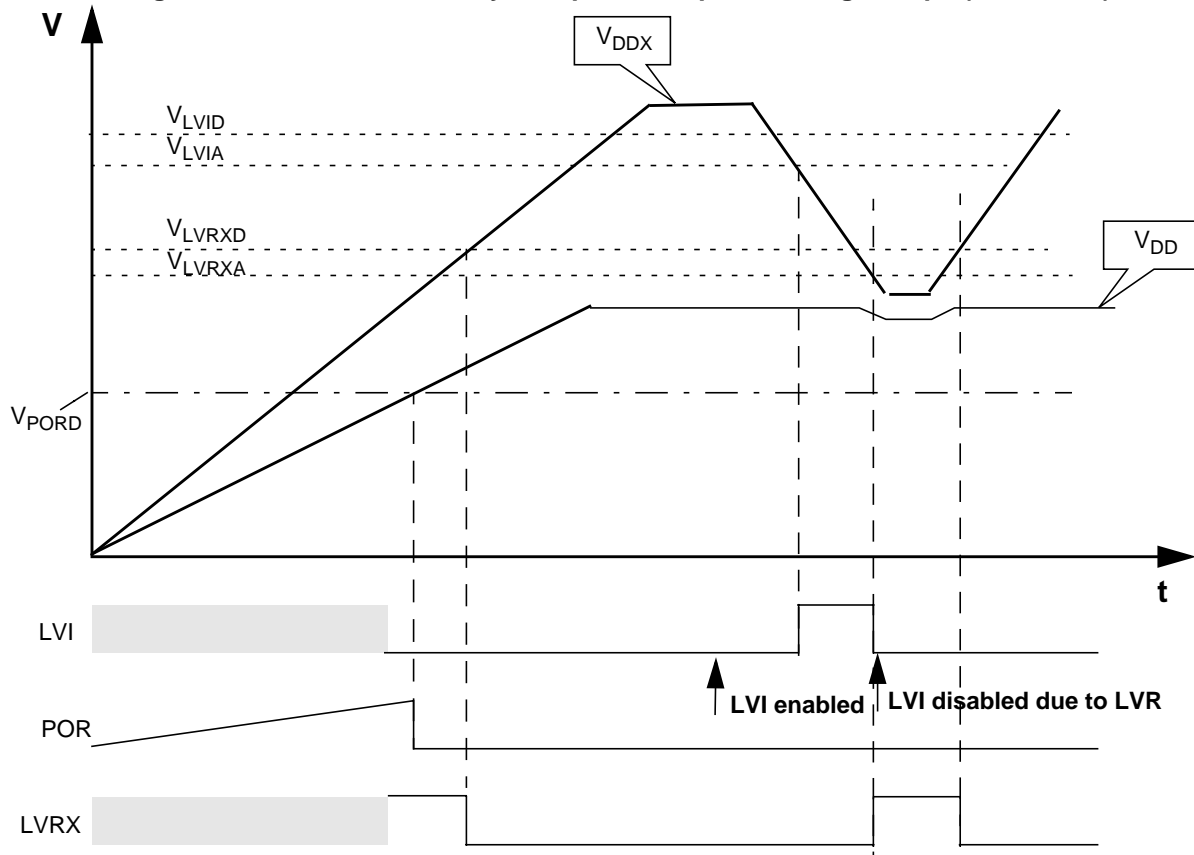 V
VDDX
VLVID
VLVIA
VLVRXD
VLVRXA
VDD
VPORD
t
LVI
LVI enabled
LVI disabled due to LVR
POR
LVRX